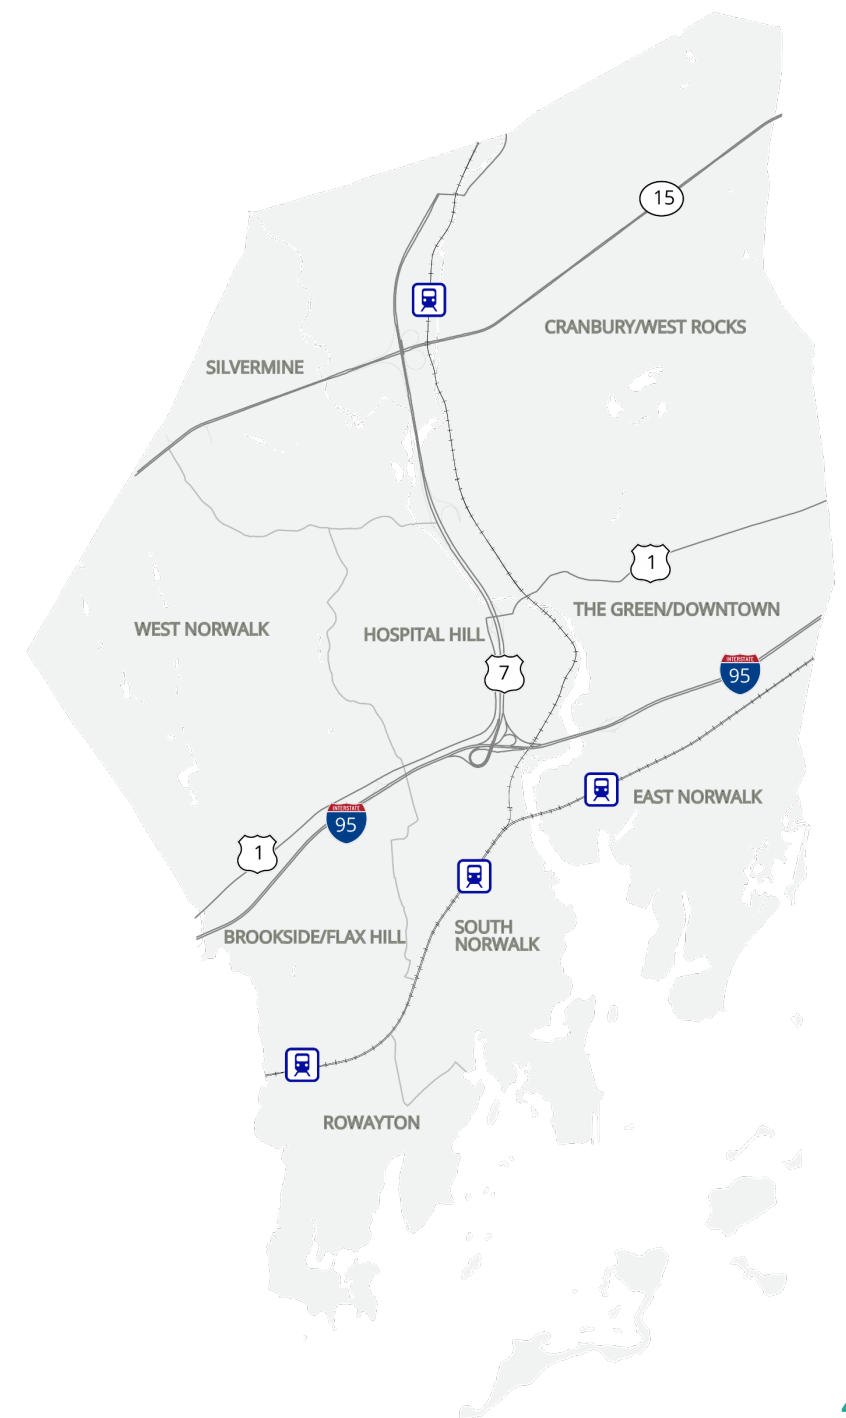 15
CRANBURY/WEST ROCKS
SILVERMINE
1
THE GREEN/DOWNTOWN
WEST NORWALK
HOSPITAL HILL
7
INTERSTATE
95
EAST NORWALK
INTERSTATE
95
1
SOUTH
NORWALK
BROOKSIDE/FLAX HILL
ROWAYTON